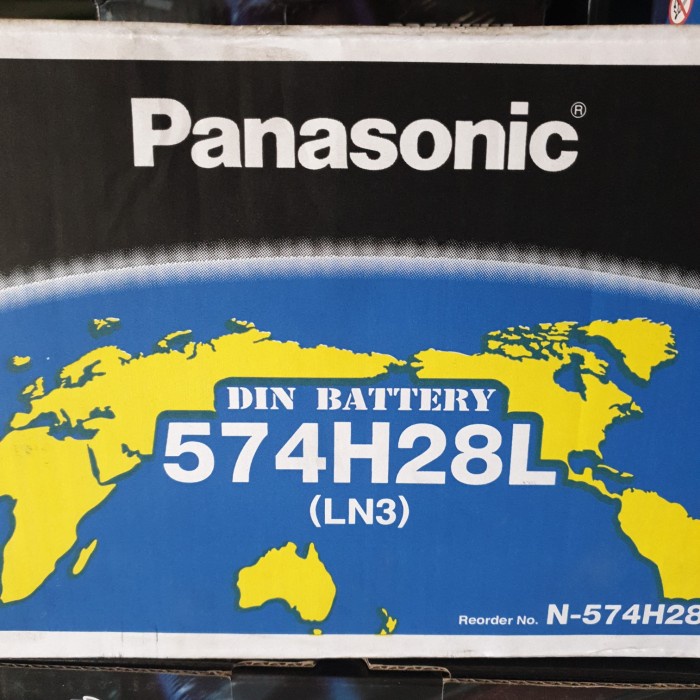 Panasonic®
DIN BATTERY
574H28L
(LN3)
Reorder No. N-574H28